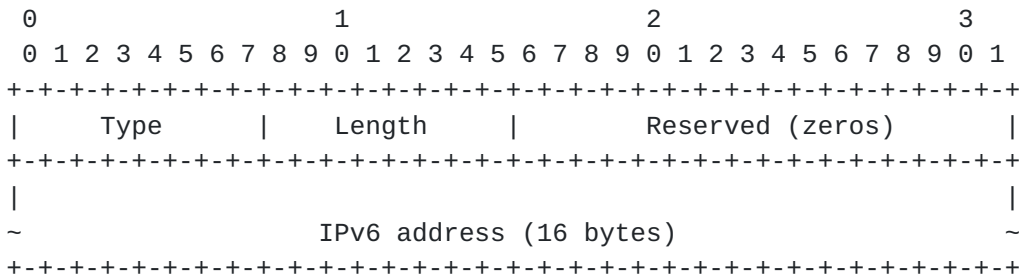 0                   1                   2                   3
 0 1 2 3 4 5 6 7 8 9 0 1 2 3 4 5 6 7 8 9 0 1 2 3 4 5 6 7 8 9 0 1
+-+-+-+-+-+-+-+-+-+-+-+-+-+-+-+-+-+-+-+-+-+-+-+-+-+-+-+-+-+-+-+-+
|     Type      |    Length     |        Reserved (zeros)       |
+-+-+-+-+-+-+-+-+-+-+-+-+-+-+-+-+-+-+-+-+-+-+-+-+-+-+-+-+-+-+-+-+
|                                                               |
~                   IPv6 address (16 bytes)                     ~
+-+-+-+-+-+-+-+-+-+-+-+-+-+-+-+-+-+-+-+-+-+-+-+-+-+-+-+-+-+-+-+-+